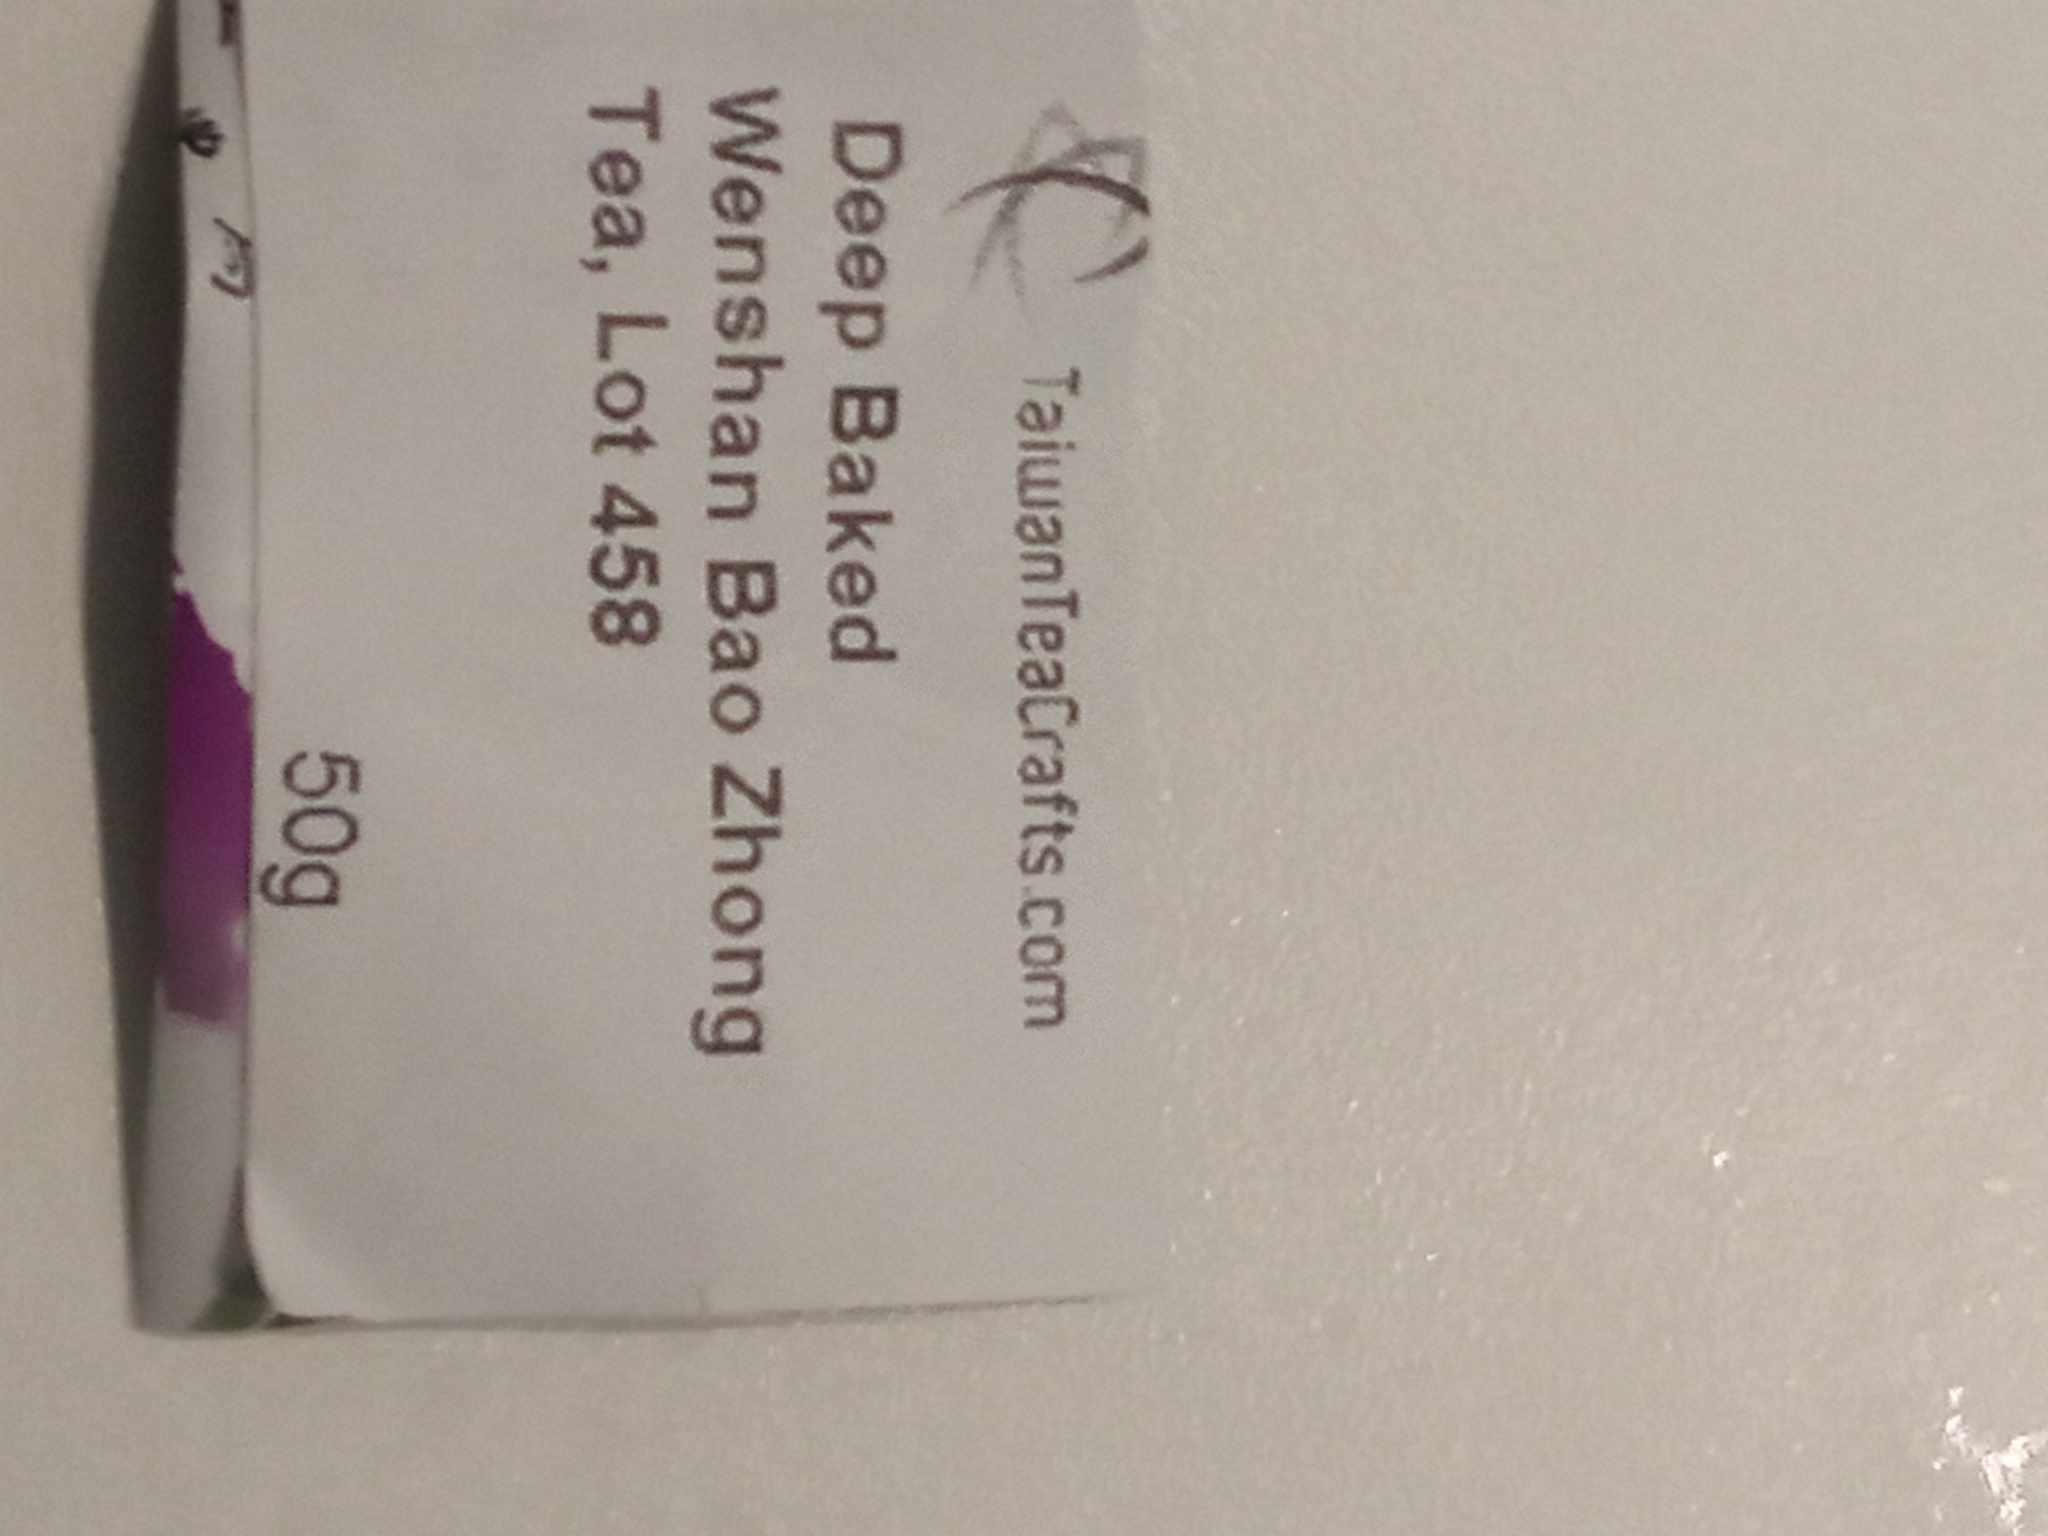 TaiwanTeaCrafts.com
Deep Baked
Wenshan Bao Zhong
Tea, Lot 458
50g